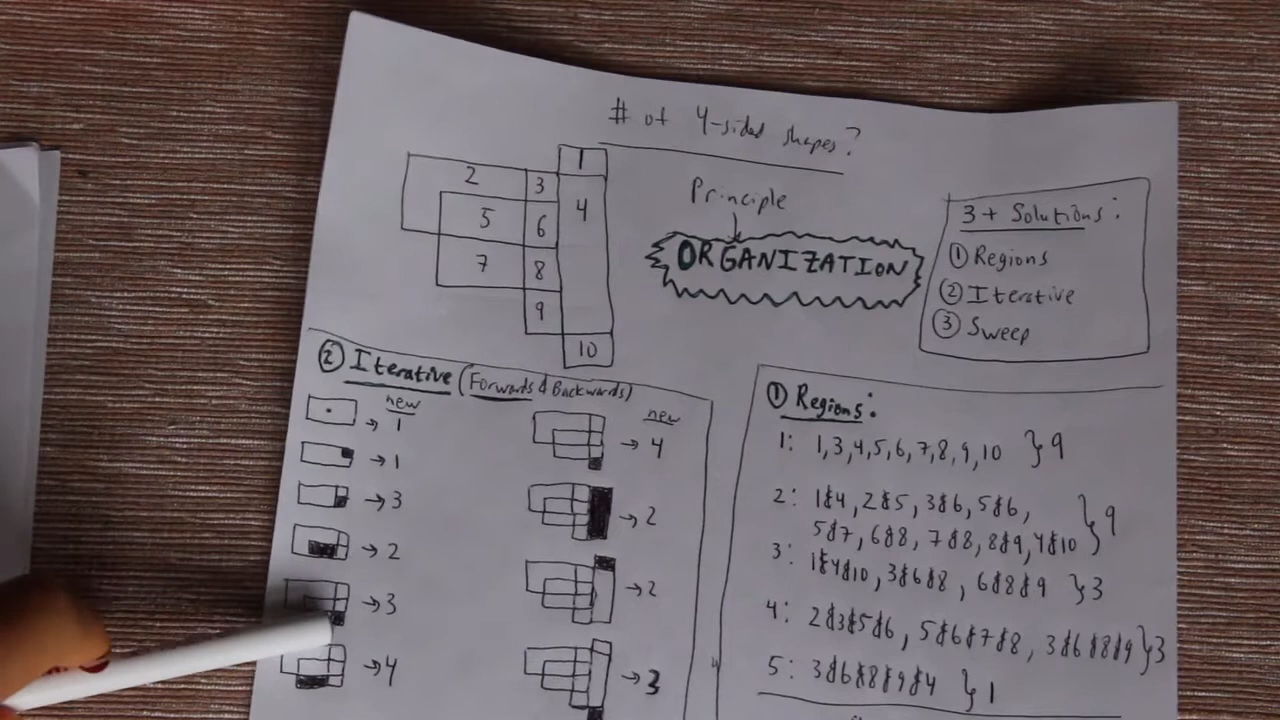 # of 4-sided shapes?
1
2
3
4
5
6
7
8
9
10
Principle
ORGANIZATION
3+ Solutions:
① Regions
② Iterative
③ Sweep
② Iterative (Forwards & Backwards)
new
→ 1
→ 1
→ 3
→ 2
→ 3
→ 4
new
→ 4
→ 2
→ 2
→ 3
① Regions:
1: 1,3,4,5,6,7,8,9,10 } 9
2: 1&4, 2&5, 3&6, 5&6,
5&7, 6&8, 7&8, 8&9, 4&10 } 9
3: 1&4&10, 3&6&8, 6&8&9 } 3
4: 2&3&5&6, 5&6&7&8, 3&6&8&9 } 3
5: 3&6&8&9&4 } 1